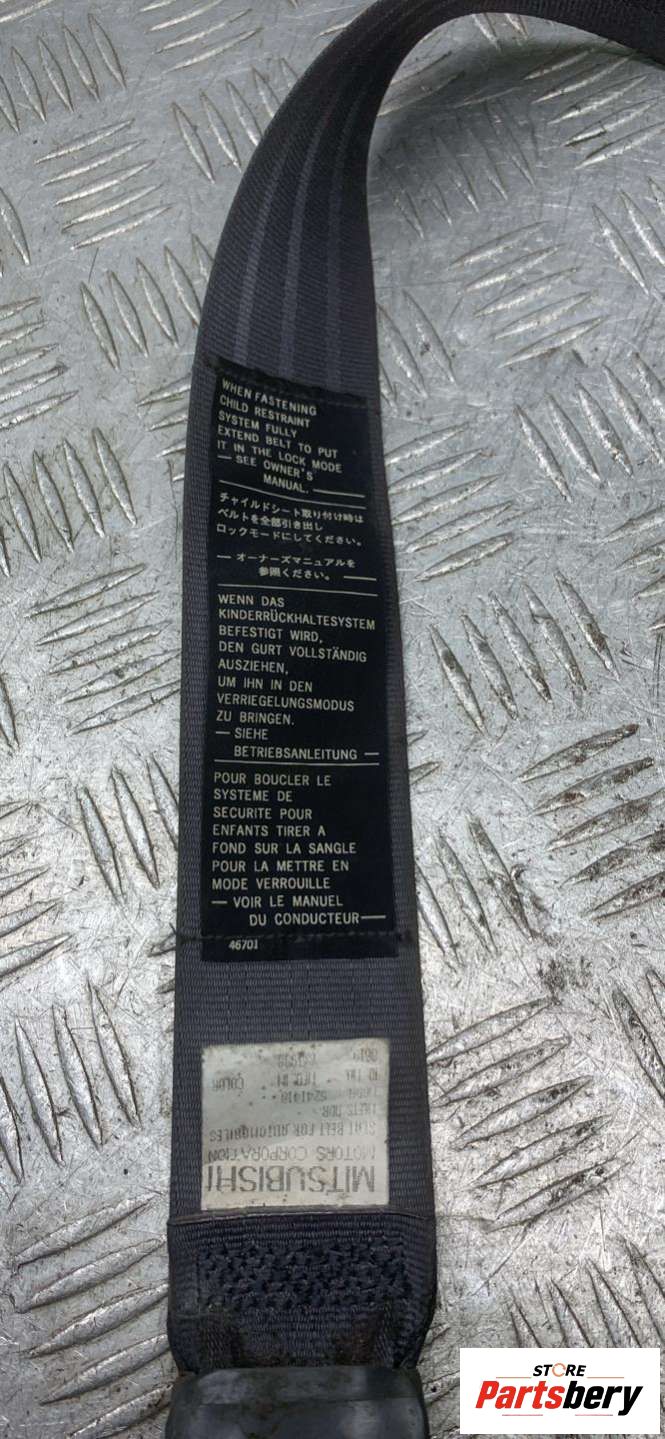 WHEN FASTENING
CHILD RESTRAINT
SYSTEM FULLY
EXTEND BELT TO PUT
IT IN THE LOCK MODE
— SEE OWNER'S
MANUAL. —
チャイルドシート取り付け時は
ベルトを全部引き出し
ロックモードにしてください。
— オーナーズマニュアルを
参照ください。 —
WENN DAS
KINDERRÜCKHALTESYSTEM
BEFESTIGT WIRD,
DEN GURT VOLLSTÄNDIG
AUSZIEHEN,
UM IHN IN DEN
VERRIEGELUNGSMODUS
ZU BRINGEN.
— SIEHE
BETRIEBSANLEITUNG —
POUR BOUCLER LE
SYSTEME DE
SECURITE POUR
ENFANTS TIRER A
FOND SUR LA SANGLE
POUR LA METTRE EN
MODE VERROUILLE
— VOIR LE MANUEL
DU CONDUCTEUR —
46701
MITSUBISHI
MOTORS CORPORATION
SEAT BELT FOR AUTOMOBILES
COLOR
STORE
Partsbery